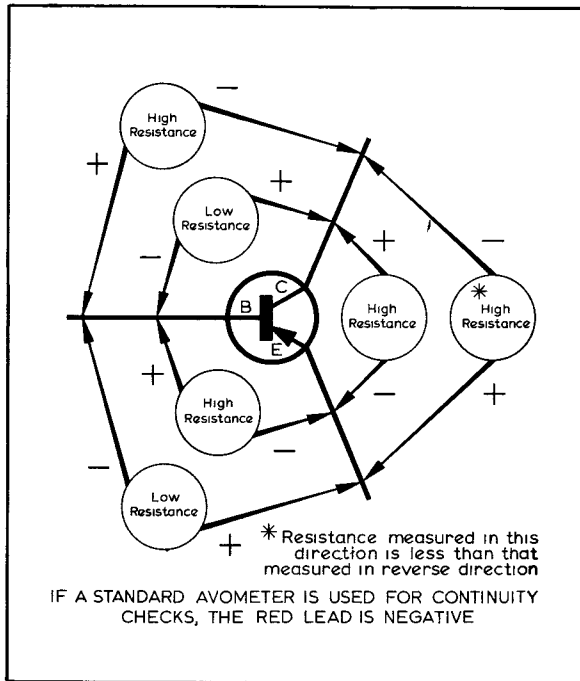 −
High
Resistance
+
Low
Resistance
+
−
+
−
C
B
E
High
Resistance
*
High
Resistance
+
High
Resistance
−
−
+
−
Low
Resistance
+
* Resistance measured in this
direction is less than that
measured in reverse direction
IF A STANDARD AVOMETER IS USED FOR CONTINUITY
CHECKS, THE RED LEAD IS NEGATIVE